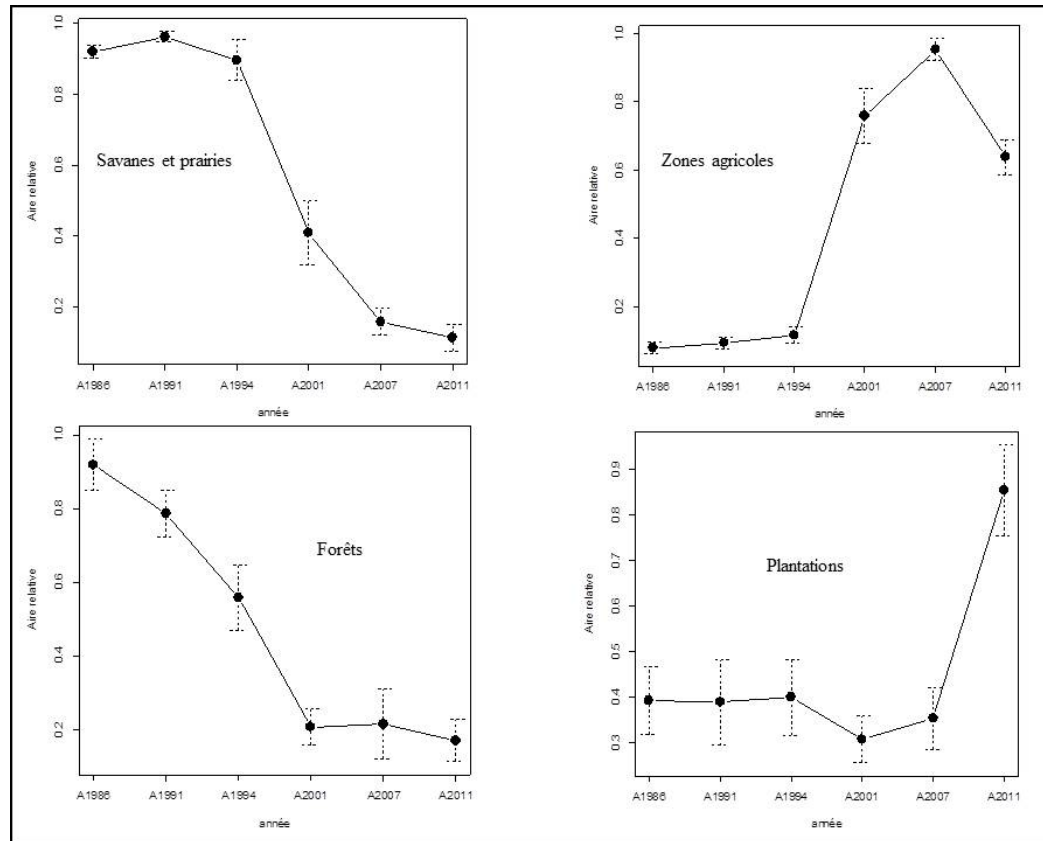 Aire relative
1.0
0.8
0.6
0.4
0.2
Savanes et prairies
A1986 A1991 A1994 A2001 A2007 A2011
année
Aire relative
1.0
0.8
0.6
0.4
0.2
Zones agricoles
A1986 A1991 A1994 A2001 A2007 A2011
année
Aire relative
1.0
0.8
0.6
0.4
0.2
Forêts
A1986 A1991 A1994 A2001 A2007 A2011
année
Aire relative
0.9
0.8
0.7
0.6
0.5
0.4
0.3
Plantations
A1986 A1991 A1994 A2001 A2007 A2011
année